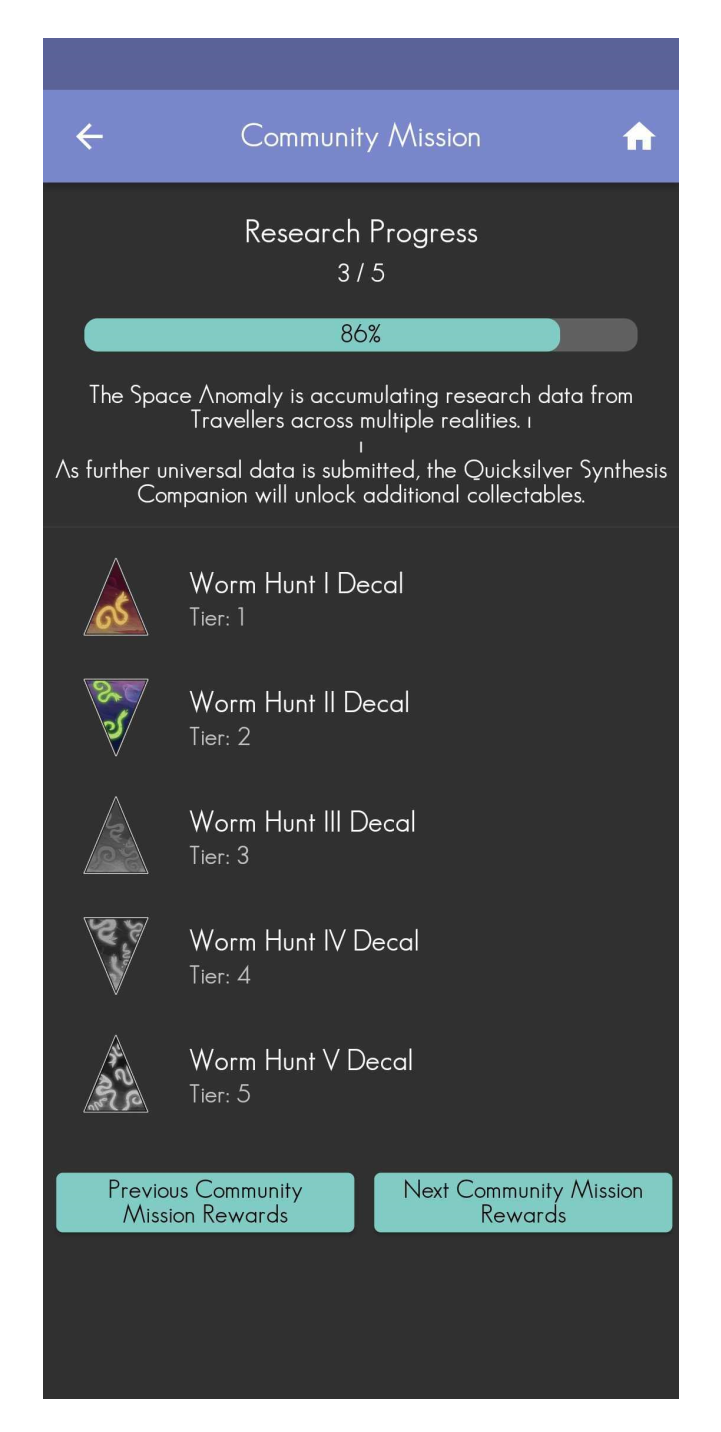 Community Mission
Research Progress
3 / 5
86%
The Space Anomaly is accumulating research data from
Travellers across multiple realities. ı
ı
As further universal data is submitted, the Quicksilver Synthesis
Companion will unlock additional collectables.
Worm Hunt I Decal
Tier: 1
Worm Hunt II Decal
Tier: 2
Worm Hunt III Decal
Tier: 3
Worm Hunt IV Decal
Tier: 4
Worm Hunt V Decal
Tier: 5
Previous Community
Mission Rewards
Next Community Mission
Rewards